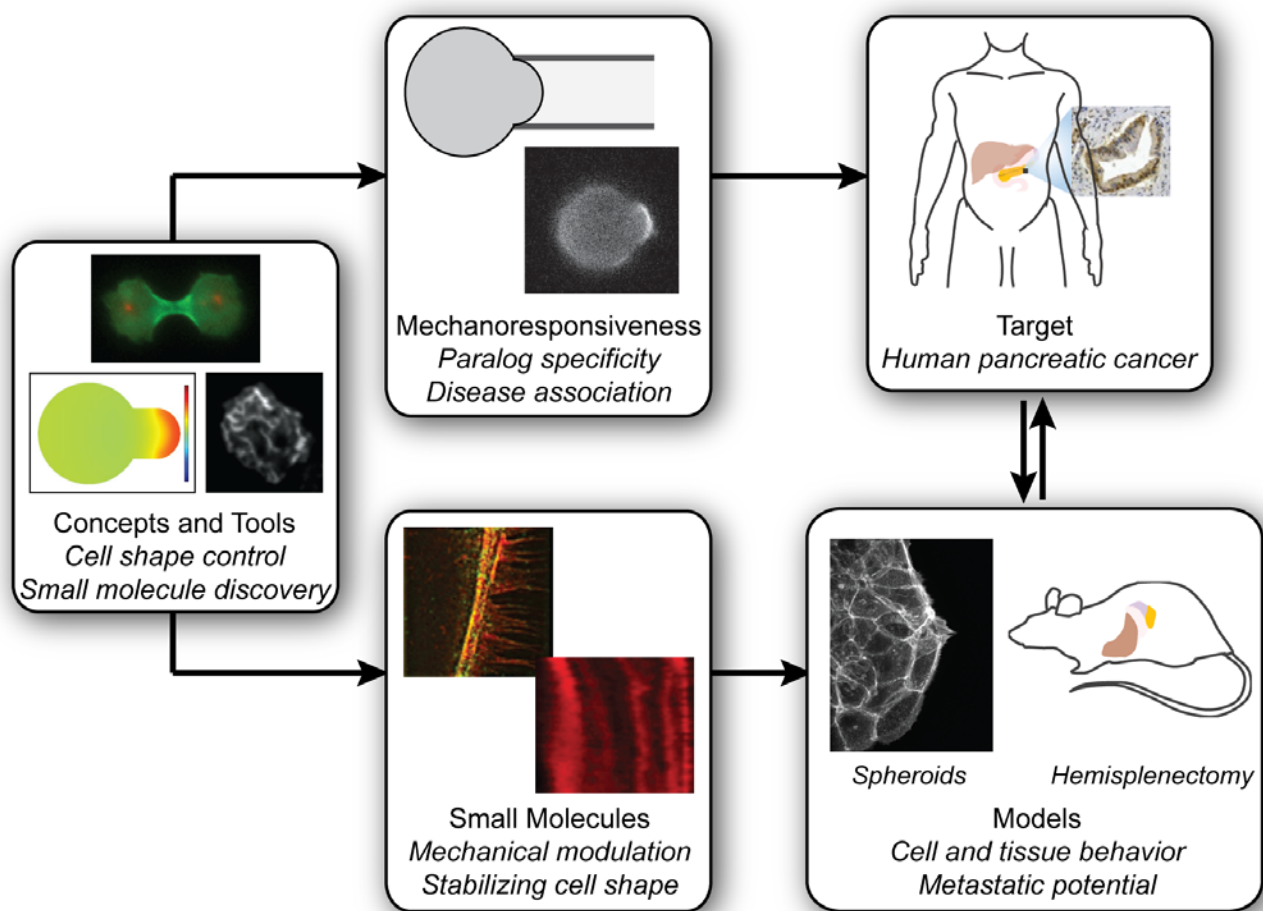 Concepts and Tools
Cell shape control
Small molecule discovery
Mechanoresponsiveness
Paralog specificity
Disease association
Target
Human pancreatic cancer
Small Molecules
Mechanical modulation
Stabilizing cell shape
Spheroids
Hemisplenectomy
Models
Cell and tissue behavior
Metastatic potential